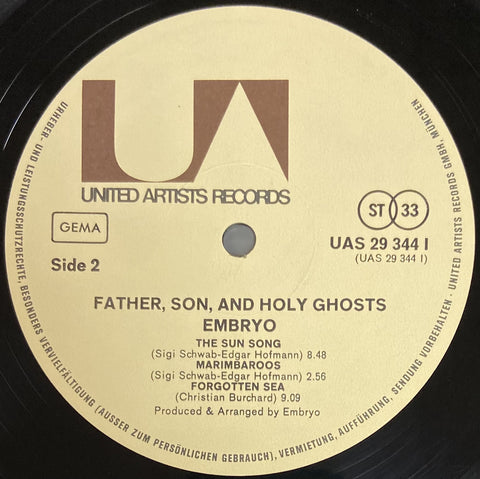 UA
UNITED ARTISTS RECORDS
GEMA
ST 33
Side 2
UAS 29 344 I
(UAS 29 344 I)
FATHER, SON, AND HOLY GHOSTS
EMBRYO
THE SUN SONG
(Sigi Schwab-Edgar Hofmann) 8.48
MARIMBAROOS
(Sigi Schwab-Edgar Hofmann) 2.56
FORGOTTEN SEA
(Christian Burchard) 9.09
Produced & Arranged by Embryo
URHEBER- UND LEISTUNGSSCHUTZRECHTE, BESONDERS VERVIELFÄLTIGUNG (AUSSER ZUM PERSÖNLICHEN GEBRAUCH), VERMIETUNG, AUFFÜHRUNG, SENDUNG VORBEHALTEN · UNITED ARTISTS RECORDS GMBH, MÜNCHEN